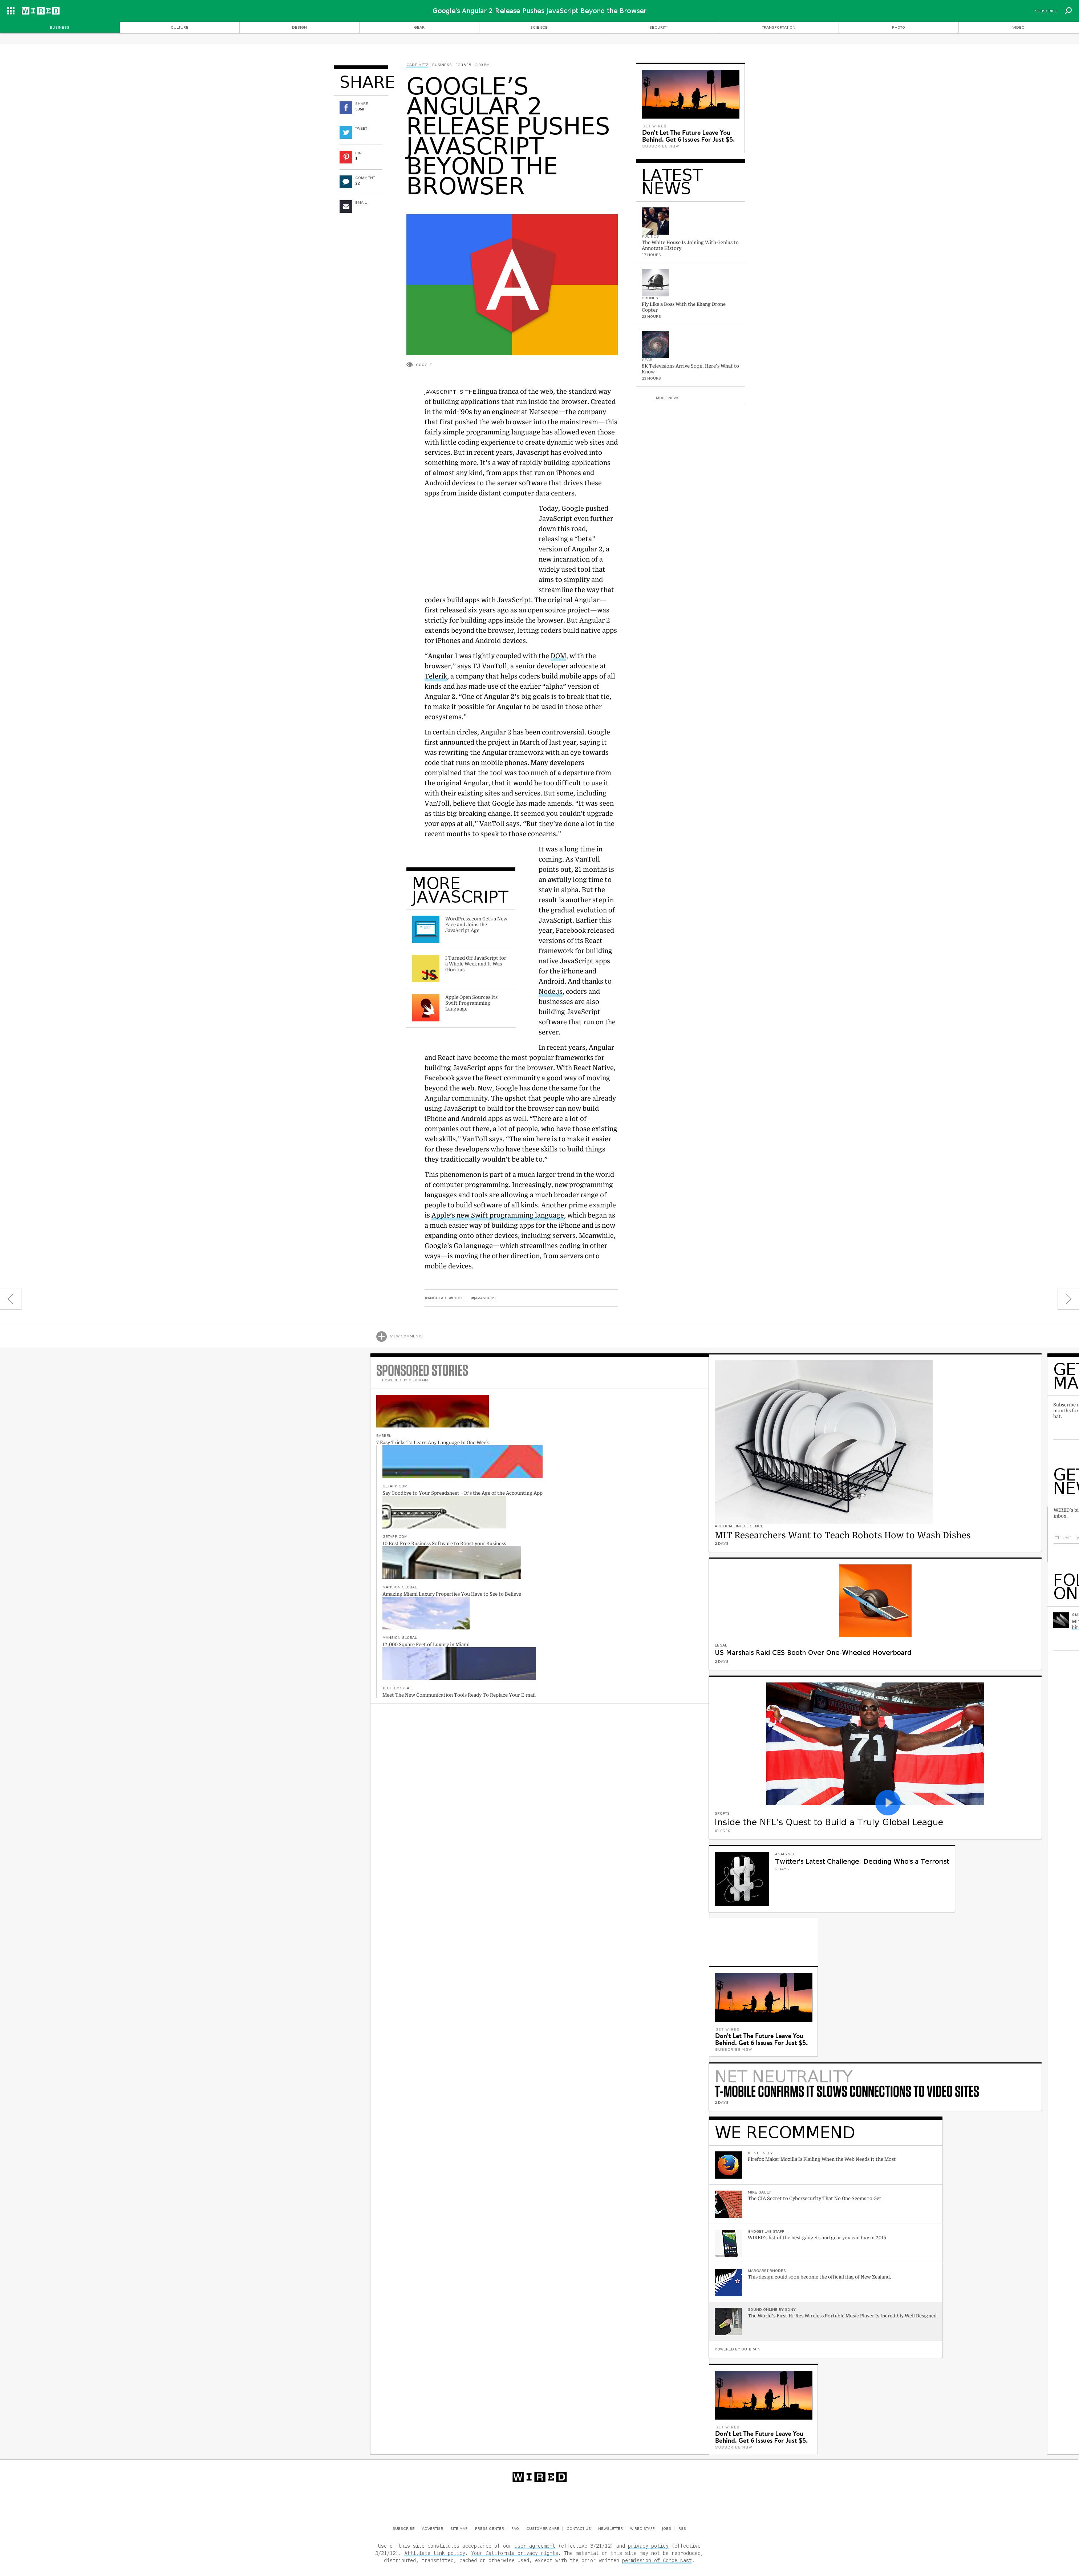 WIRED
Google's Angular 2 Release Pushes JavaScript Beyond the Browser
SUBSCRIBE
BUSINESS
CULTURE
DESIGN
GEAR
SCIENCE
SECURITY
TRANSPORTATION
PHOTO
VIDEO
SHARE
SHARE
TWEET
PIN
6
COMMENT
22
EMAIL
CADE METZ BUSINESS 12.15.15 2:00 PM
GOOGLE’S
ANGULAR 2
RELEASE PUSHES
JAVASCRIPT
BEYOND THE
BROWSER
A
GOOGLE
JAVASCRIPT IS THE lingua franca of the web, the standard way
of building applications that run inside the browser. Created
in the mid-’90s by an engineer at Netscape—the company
that first pushed the web browser into the mainstream—this
fairly simple programming language has allowed even those
with little coding experience to create dynamic web sites and
services. But in recent years, Javascript has evolved into
something more. It’s a way of rapidly building applications
of almost any kind, from apps that run on iPhones and
Android devices to the server software that drives these
apps from inside distant computer data centers.
Today, Google pushed
JavaScript even further
down this road,
releasing a “beta”
version of Angular 2, a
new incarnation of a
widely used tool that
aims to simplify and
streamline the way that
coders build apps with JavaScript. The original Angular—
first released six years ago as an open source project—was
strictly for building apps inside the browser. But Angular 2
extends beyond the browser, letting coders build native apps
for iPhones and Android devices.
“Angular 1 was tightly coupled with the DOM, with the
browser,” says TJ VanToll, a senior developer advocate at
Telerik, a company that helps coders build mobile apps of all
kinds and has made use of the earlier “alpha” version of
Angular 2. “One of Angular 2’s big goals is to break that tie,
to make it possible for Angular to be used in those other
ecosystems.”
In certain circles, Angular 2 has been controversial. Google
first announced the project in March of last year, saying it
was rewriting the Angular framework with an eye towards
code that runs on mobile phones. Many developers
complained that the tool was too much of a departure from
the original Angular, that it would be too difficult to use it
with their existing sites and services. But some, including
VanToll, believe that Google has made amends. “It was seen
as this big breaking change. It seemed you couldn’t upgrade
your apps at all,” VanToll says. “But they’ve done a lot in the
recent months to speak to those concerns.”
It was a long time in
coming. As VanToll
points out, 21 months is
an awfully long time to
stay in alpha. But the
result is another step in
the gradual evolution of
JavaScript. Earlier this
year, Facebook released
versions of its React
framework for building
native JavaScript apps
for the iPhone and
Android. And thanks to
Node.js, coders and
businesses are also
building JavaScript
software that run on the
server.
MORE
JAVASCRIPT
WordPress.com Gets a New
Face and Joins the
JavaScript Age
JS
I Turned Off JavaScript for
a Whole Week and It Was
Glorious
Apple Open Sources Its
Swift Programming
Language
In recent years, Angular
and React have become the most popular frameworks for
building JavaScript apps for the browser. With React Native,
Facebook gave the React community a good way of moving
beyond the web. Now, Google has done the same for the
Angular community. The upshot that people who are already
using JavaScript to build for the browser can now build
iPhone and Android apps as well. “There are a lot of
companies out there, a lot of people, who have those existing
web skills,” VanToll says. “The aim here is to make it easier
for these developers who have these skills to build things
they traditionally wouldn’t be able to.”
This phenomenon is part of a much larger trend in the world
of computer programming. Increasingly, new programming
languages and tools are allowing a much broader range of
people to build software of all kinds. Another prime example
is Apple’s new Swift programming language, which began as
a much easier way of building apps for the iPhone and is now
expanding onto other devices, including servers. Meanwhile,
Google’s Go language—which streamlines coding in other
ways—is moving the other direction, from servers onto
mobile devices.
#ANGULAR #GOOGLE #JAVASCRIPT
GET WIRED
Don't Let The Future Leave You
Behind. Get 6 Issues For Just $5.
SUBSCRIBE NOW
LATEST
NEWS
POLITICS
The White House Is Joining With Genius to
Annotate History
17 HOURS
DRONES
Fly Like a Boss With the Ehang Drone
Copter
23 HOURS
GEAR
8K Televisions Arrive Soon. Here's What to
Know
23 HOURS
MORE NEWS
VIEW COMMENTS
SPONSORED STORIES
POWERED BY OUTBRAIN
BABBEL
7 Easy Tricks To Learn Any Language In One Week
GETAPP.COM
Say Goodbye to Your Spreadsheet – It's the Age of the Accounting App
GETAPP.COM
10 Best Free Business Software to Boost your Business
MANSION GLOBAL
Amazing Miami Luxury Properties You Have to See to Believe
MANSION GLOBAL
12,000 Square Feet of Luxury in Miami
TECH COCKTAIL
Meet The New Communication Tools Ready To Replace Your E-mail
ARTIFICIAL INTELLIGENCE
MIT Researchers Want to Teach Robots How to Wash Dishes
2 DAYS
LEGAL
US Marshals Raid CES Booth Over One-Wheeled Hoverboard
2 DAYS
71
SPORTS
Inside the NFL's Quest to Build a Truly Global League
ANALYSIS
Twitter's Latest Challenge: Deciding Who's a Terrorist
2 DAYS
GET WIRED
Don't Let The Future Leave You
Behind. Get 6 Issues For Just $5.
SUBSCRIBE NOW
NET NEUTRALITY
T-MOBILE CONFIRMS IT SLOWS CONNECTIONS TO VIDEO SITES
2 DAYS
WE RECOMMEND
KLINT FINLEY
Firefox Maker Mozilla Is Flailing When the Web Needs It the Most
MIKE GAULT
The CIA Secret to Cybersecurity That No One Seems to Get
GADGET LAB STAFF
WIRED's list of the best gadgets and gear you can buy in 2015
MARGARET RHODES
This design could soon become the official flag of New Zealand.
SOUND ONLINE BY SONY
The World's First Hi-Res Wireless Portable Music Player Is Incredibly Well Designed
POWERED BY OUTBRAIN
GET WIRED
Don't Let The Future Leave You
Behind. Get 6 Issues For Just $5.
SUBSCRIBE NOW
GET
MA
Subscribe
months for
hat.
GET
NEW
WIRED's bi
inbox.
Enter y
FOL
ON
WIRED
SUBSCRIBE | ADVERTISE | SITE MAP | PRESS CENTER | FAQ | CUSTOMER CARE | CONTACT US | NEWSLETTER | WIRED STAFF | JOBS | RSS
Use of this site constitutes acceptance of our user agreement (effective 3/21/12) and privacy policy (effective
3/21/12). Affiliate link policy. Your California privacy rights. The material on this site may not be reproduced,
distributed, transmitted, cached or otherwise used, except with the prior written permission of Condé Nast.